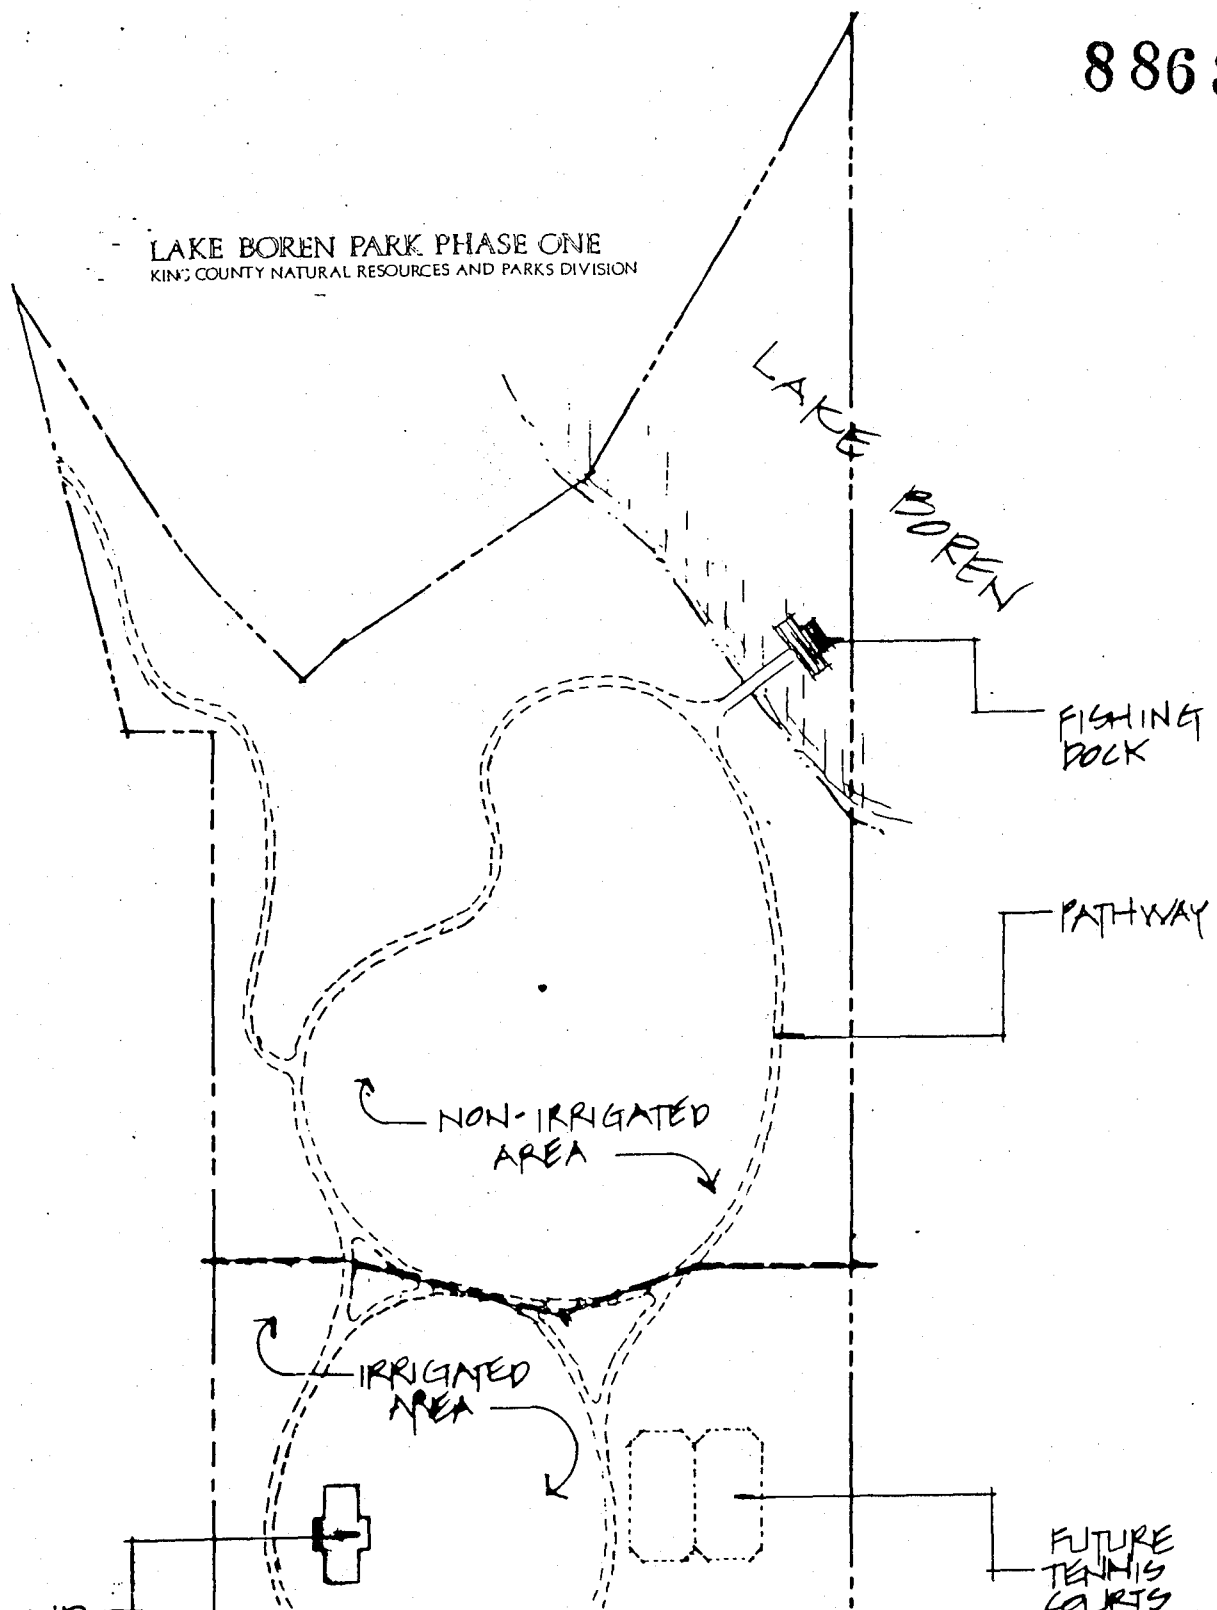 886
LAKE BOREN PARK PHASE ONE
KING COUNTY NATURAL RESOURCES AND PARKS DIVISION
LAKE
BOREN
FISHING
DOCK
PATHWAY
NON-IRRIGATED
AREA
IRRIGATED
AREA
FUTURE
TENNIS
COURTS